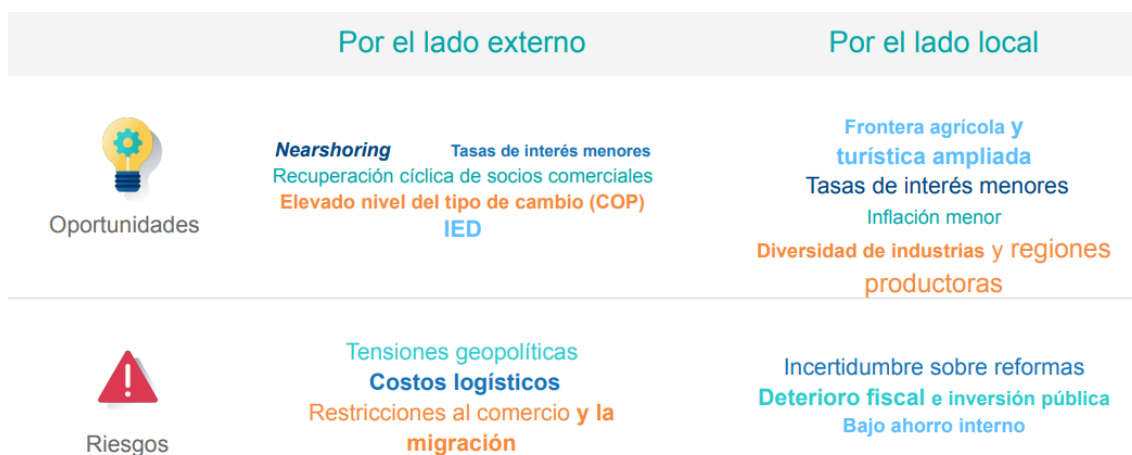 Por el lado externo
Por el lado local
Oportunidades
Nearshoring
Tasas de interés menores
Recuperación cíclica de socios comerciales
Elevado nivel del tipo de cambio (COP)
IED
Frontera agrícola y
turística ampliada
Tasas de interés menores
Inflación menor
Diversidad de industrias y regiones
productoras
Riesgos
Tensiones geopolíticas
Costos logísticos
Restricciones al comercio y la
migración
Incertidumbre sobre reformas
Deterioro fiscal e inversión pública
Bajo ahorro interno